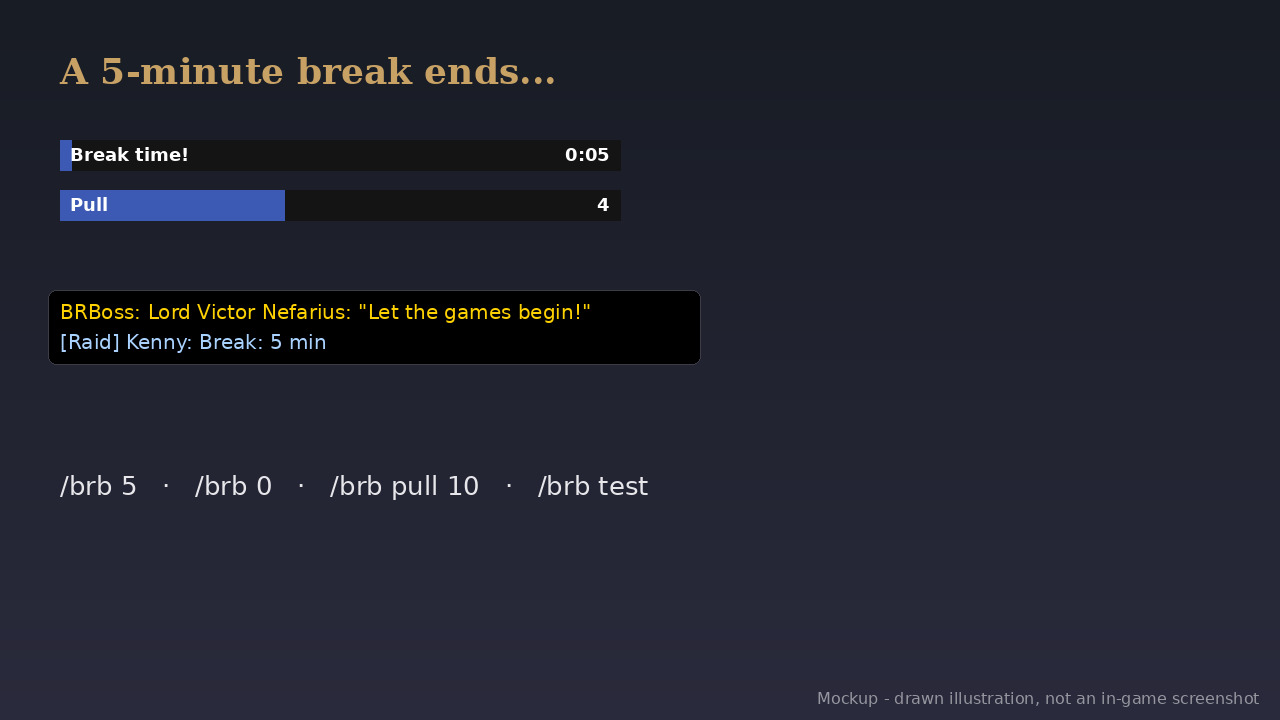 A 5-minute break ends...
Break time! 0:05
Pull 4
BRBoss: Lord Victor Nefarius: "Let the games begin!"
[Raid] Kenny: Break: 5 min
/brb 5 · /brb 0 · /brb pull 10 · /brb test
Mockup - drawn illustration, not an in-game screenshot